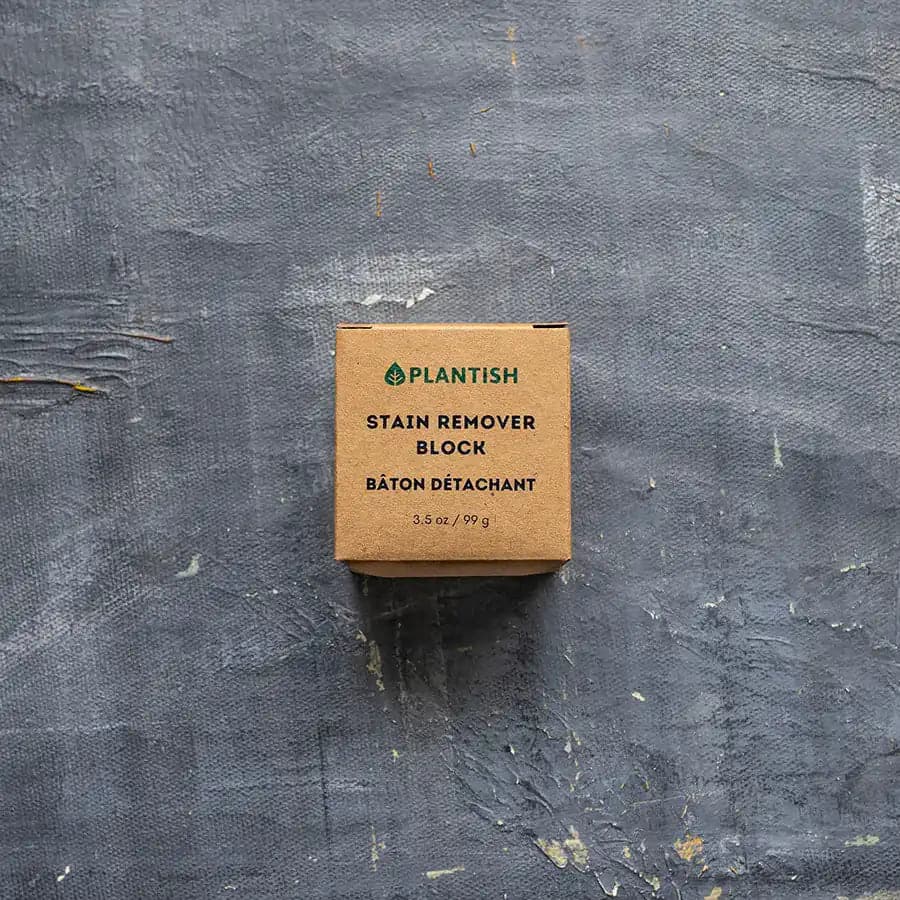 PLANTISH
STAIN REMOVER
BLOCK
BÂTON DÉTACHANT
3.5 oz / 99 g